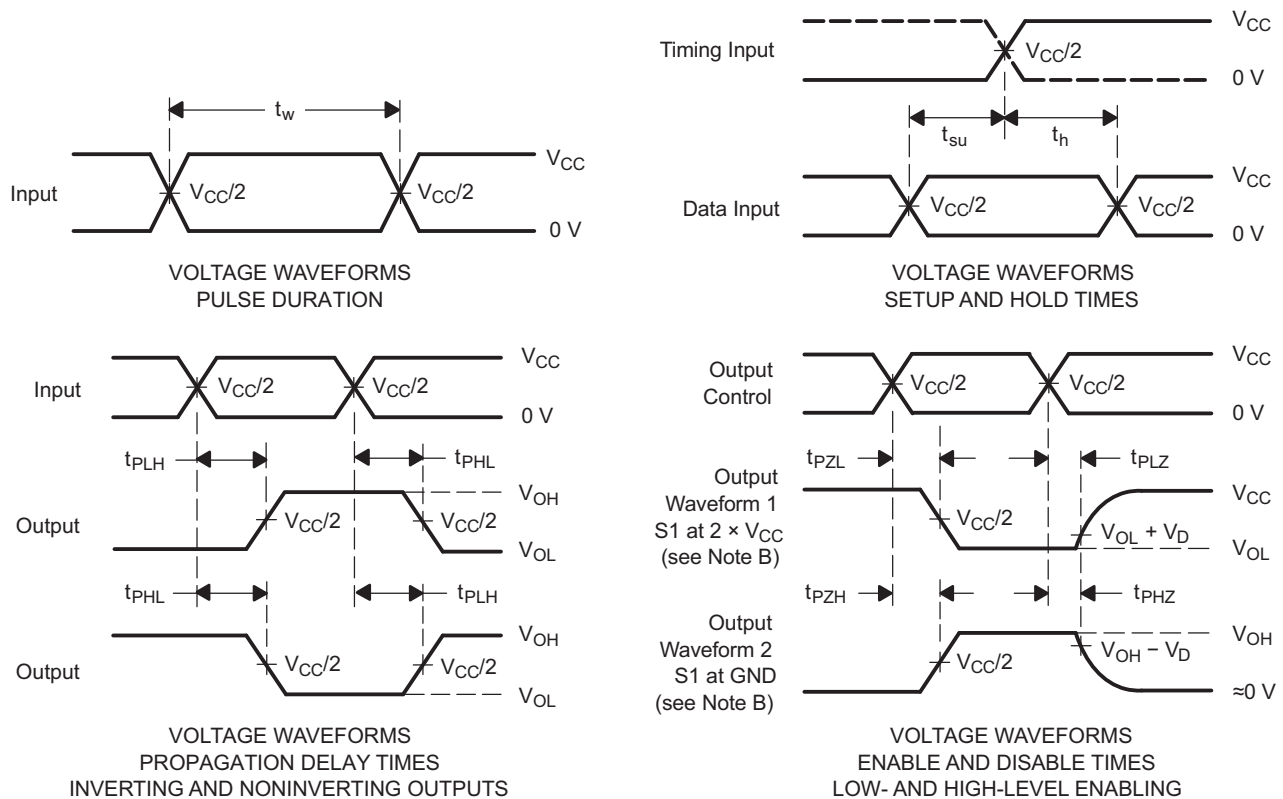 t_w
V_CC
Input
V_CC/2
V_CC/2
0 V
VOLTAGE WAVEFORMS
PULSE DURATION
V_CC
Timing Input
V_CC/2
0 V
t_su
t_h
V_CC
Data Input
V_CC/2
V_CC/2
0 V
VOLTAGE WAVEFORMS
SETUP AND HOLD TIMES
V_CC
Input
V_CC/2
V_CC/2
0 V
t_PLH
t_PHL
V_OH
Output
V_CC/2
V_CC/2
V_OL
t_PHL
t_PLH
V_OH
Output
V_CC/2
V_CC/2
V_OL
VOLTAGE WAVEFORMS
PROPAGATION DELAY TIMES
INVERTING AND NONINVERTING OUTPUTS
V_CC
Output
Control
V_CC/2
V_CC/2
0 V
t_PZL
t_PLZ
Output
Waveform 1
S1 at 2 × V_CC
(see Note B)
V_CC
V_CC/2
V_OL + V_D
V_OL
t_PZH
t_PHZ
Output
Waveform 2
S1 at GND
(see Note B)
V_OH
V_CC/2
V_OH − V_D
≈0 V
VOLTAGE WAVEFORMS
ENABLE AND DISABLE TIMES
LOW- AND HIGH-LEVEL ENABLING